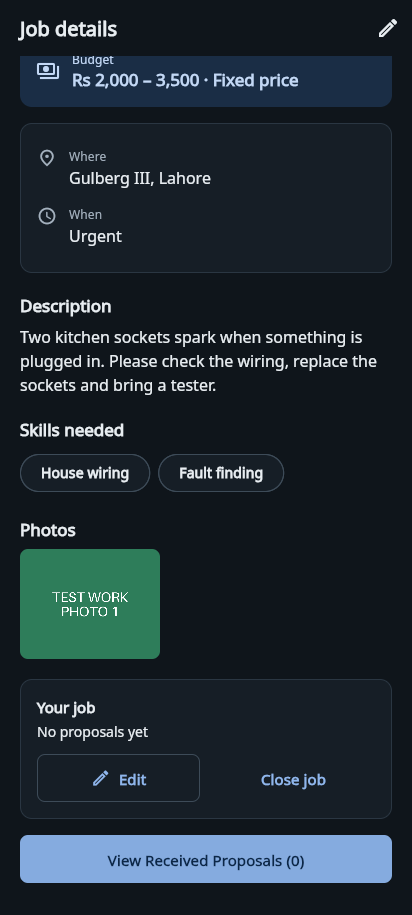 Job details
Budget
Rs 2,000 – 3,500 · Fixed price
Where
Gulberg III, Lahore
When
Urgent
Description
Two kitchen sockets spark when something is
plugged in. Please check the wiring, replace the
sockets and bring a tester.
Skills needed
House wiring
Fault finding
Photos
TEST WORK
PHOTO 1
Your job
No proposals yet
Edit
Close job
View Received Proposals (0)